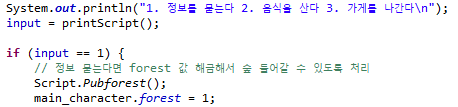 System.out.println("1. 정보를 묻는다 2. 음식을 산다 3. 가게를 나간다\n");
input = printScript();
if (input == 1) {
// 정보 묻는다면 forest 값 해금해서 숲 들어갈 수 있도록 처리
Script.Pubforest();
main_character.forest = 1;